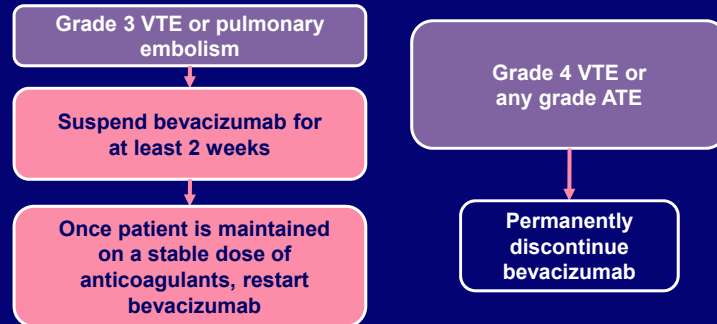 Grade 3 VTE or pulmonary
embolism
Suspend bevacizumab for
at least 2 weeks
Once patient is maintained
on a stable dose of
anticoagulants, restart
bevacizumab
Grade 4 VTE or
any grade ATE
Permanently
discontinue
bevacizumab